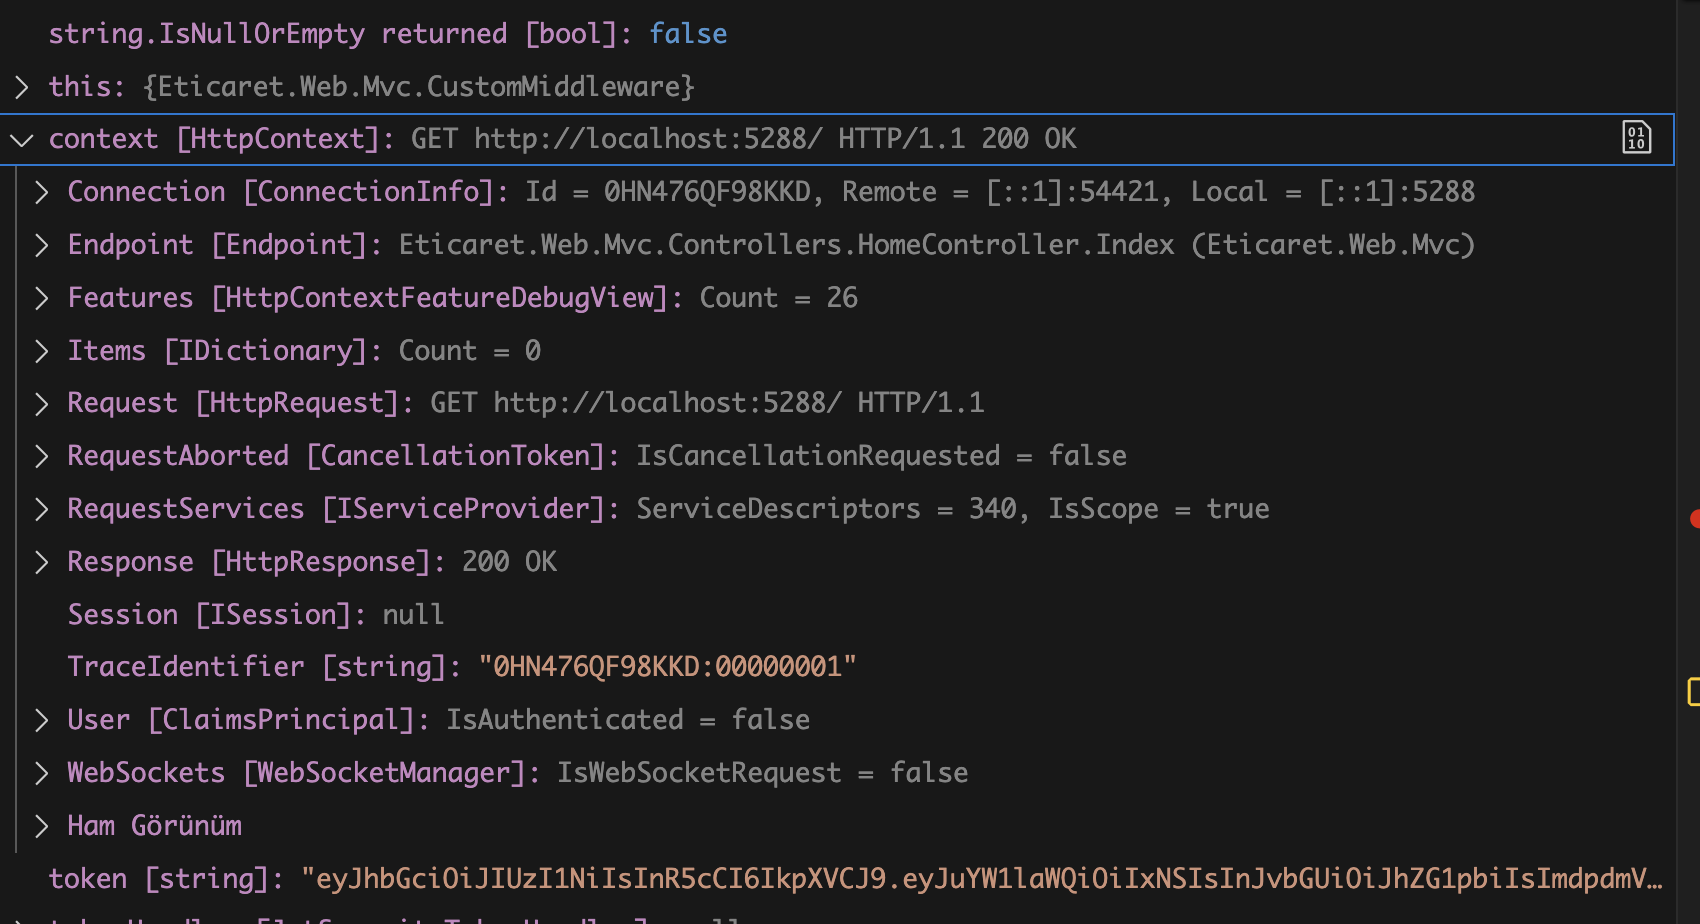 string.IsNullOrEmpty returned [bool]: false
this: {Eticaret.Web.Mvc.CustomMiddleware}
context [HttpContext]: GET http://localhost:5288/ HTTP/1.1 200 OK
Connection [ConnectionInfo]: Id = 0HN476QF98KKD, Remote = [::1]:54421, Local = [::1]:5288
Endpoint [Endpoint]: Eticaret.Web.Mvc.Controllers.HomeController.Index (Eticaret.Web.Mvc)
Features [HttpContextFeatureDebugView]: Count = 26
Items [IDictionary]: Count = 0
Request [HttpRequest]: GET http://localhost:5288/ HTTP/1.1
RequestAborted [CancellationToken]: IsCancellationRequested = false
RequestServices [IServiceProvider]: ServiceDescriptors = 340, IsScope = true
Response [HttpResponse]: 200 OK
Session [ISession]: null
TraceIdentifier [string]: "0HN476QF98KKD:00000001"
User [ClaimsPrincipal]: IsAuthenticated = false
WebSockets [WebSocketManager]: IsWebSocketRequest = false
Ham Görünüm
token [string]: "eyJhbGciOiJIUzI1NiIsInR5cCI6IkpXVCJ9.eyJuYW1laWQiOiIxNSIsInJvbGUiOiJhZG1pbiIsImdpdmV…